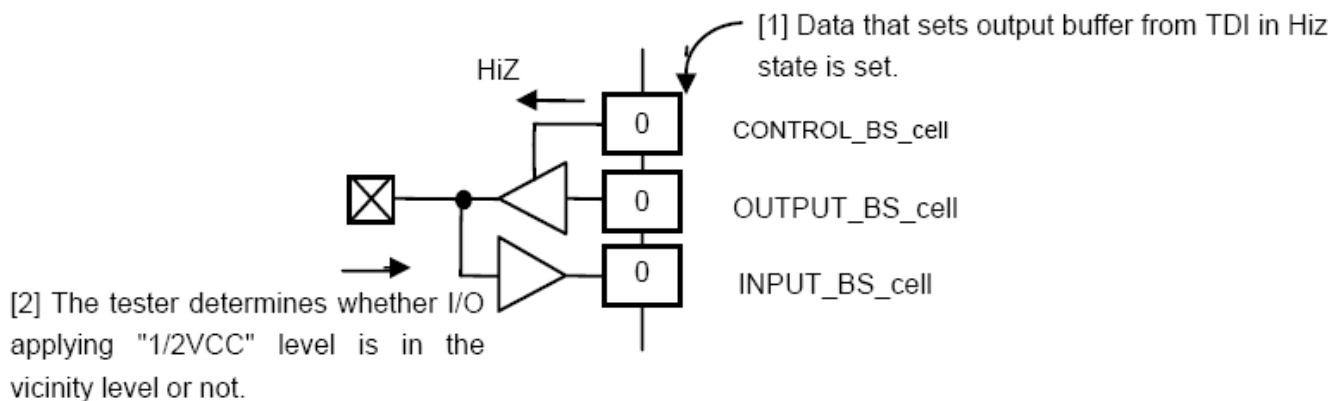 [1] Data that sets output buffer from TDI in Hiz
state is set.
HiZ
0
CONTROL_BS_cell
0
OUTPUT_BS_cell
0
INPUT_BS_cell
[2] The tester determines whether I/O
applying "1/2VCC" level is in the
vicinity level or not.